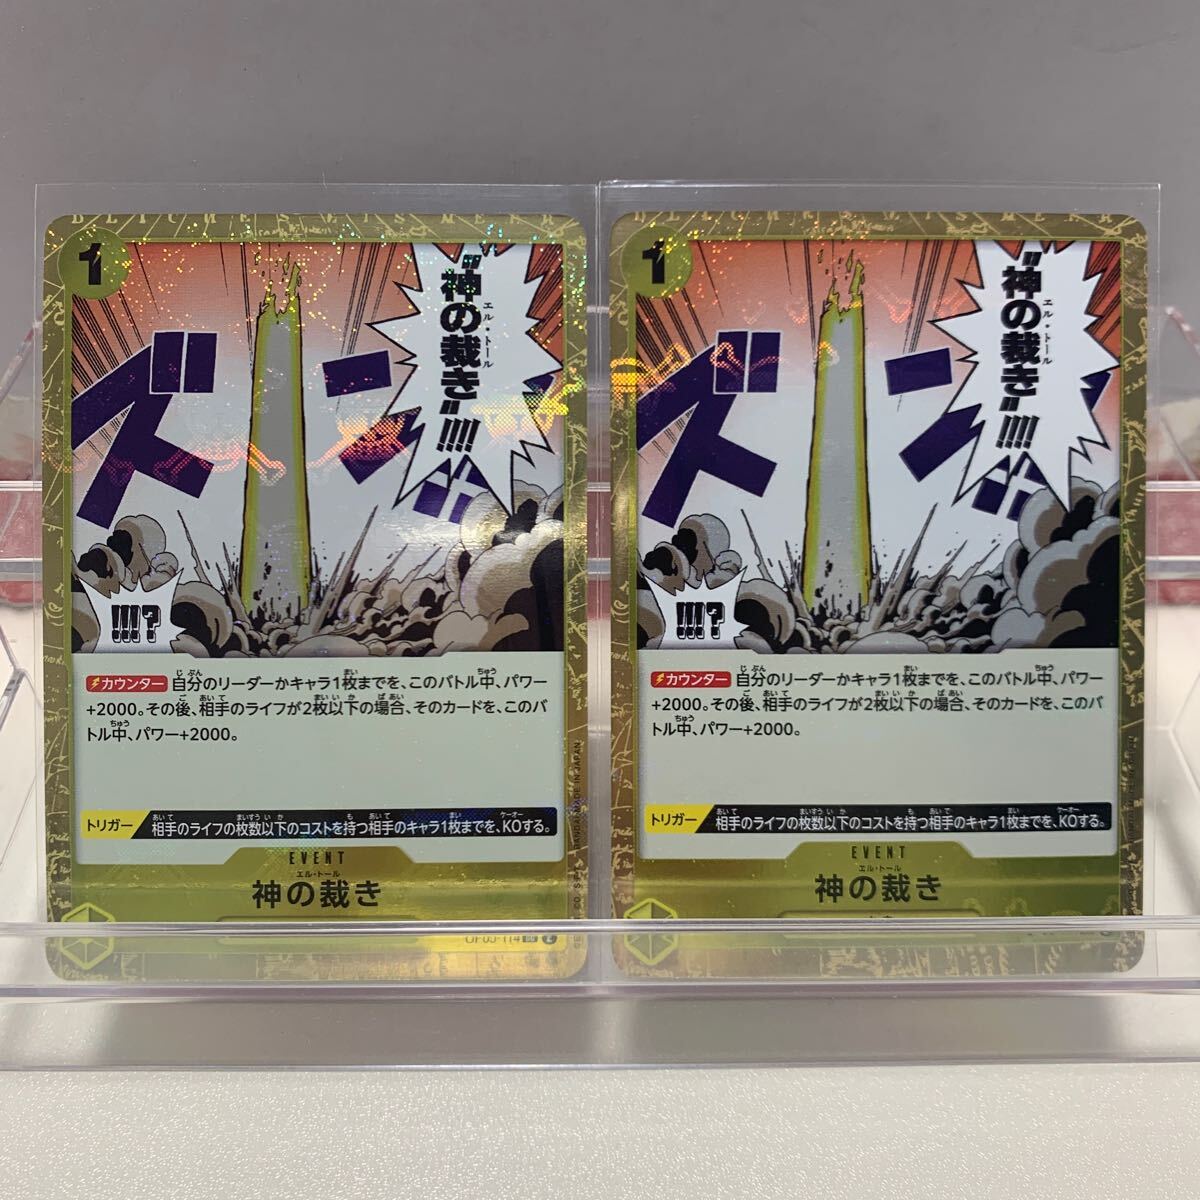 1
ズン
"神の裁き"!!!!
エル・トール
!!!?
カウンター 自分のリーダーかキャラ1枚までを、このバトル中、パワー
+2000。その後、相手のライフが2枚以下の場合、そのカードを、このバ
トル中、パワー+2000。
トリガー 相手のライフの枚数以下のコストを持つ相手のキャラ1枚までを、KOする。
EVENT
エル・トール
神の裁き
OP05-114
MADE IN JAPAN
1
ズン
"神の裁き"!!!!
エル・トール
!!!?
カウンター 自分のリーダーかキャラ1枚までを、このバトル中、パワー
+2000。その後、相手のライフが2枚以下の場合、そのカードを、このバ
トル中、パワー+2000。
トリガー 相手のライフの枚数以下のコストを持つ相手のキャラ1枚までを、KOする。
EVENT
エル・トール
神の裁き